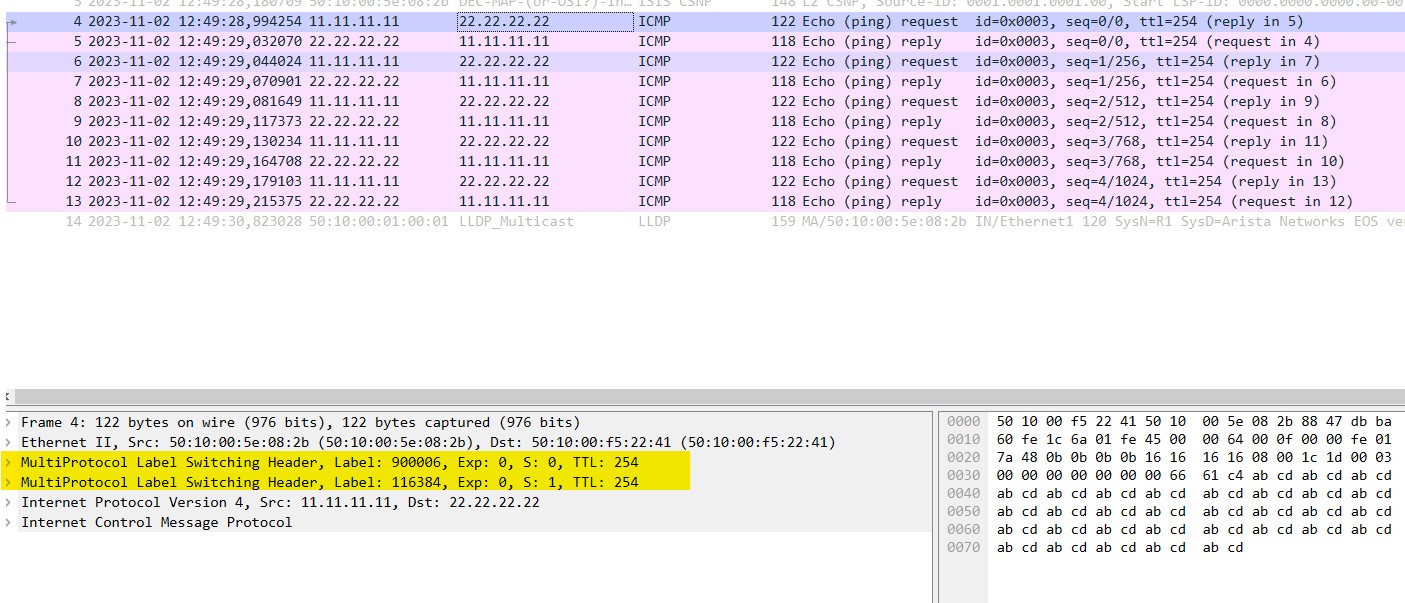 3 2023-11-02 12:49:28,180709 50:10:00:5e:08:2b DEC-MAP-(or-OSI?)-In… ISIS CSNP 148 L2 CSNP, Source-ID: 0001.0001.0001.00, Start LSP-ID: 0000.0000.0000.00-00
4 2023-11-02 12:49:28,994254 11.11.11.11 22.22.22.22 ICMP 122 Echo (ping) request id=0x0003, seq=0/0, ttl=254 (reply in 5)
5 2023-11-02 12:49:29,032070 22.22.22.22 11.11.11.11 ICMP 118 Echo (ping) reply id=0x0003, seq=0/0, ttl=254 (request in 4)
6 2023-11-02 12:49:29,044024 11.11.11.11 22.22.22.22 ICMP 122 Echo (ping) request id=0x0003, seq=1/256, ttl=254 (reply in 7)
7 2023-11-02 12:49:29,070901 22.22.22.22 11.11.11.11 ICMP 118 Echo (ping) reply id=0x0003, seq=1/256, ttl=254 (request in 6)
8 2023-11-02 12:49:29,081649 11.11.11.11 22.22.22.22 ICMP 122 Echo (ping) request id=0x0003, seq=2/512, ttl=254 (reply in 9)
9 2023-11-02 12:49:29,117373 22.22.22.22 11.11.11.11 ICMP 118 Echo (ping) reply id=0x0003, seq=2/512, ttl=254 (request in 8)
10 2023-11-02 12:49:29,130234 11.11.11.11 22.22.22.22 ICMP 122 Echo (ping) request id=0x0003, seq=3/768, ttl=254 (reply in 11)
11 2023-11-02 12:49:29,164708 22.22.22.22 11.11.11.11 ICMP 118 Echo (ping) reply id=0x0003, seq=3/768, ttl=254 (request in 10)
12 2023-11-02 12:49:29,179103 11.11.11.11 22.22.22.22 ICMP 122 Echo (ping) request id=0x0003, seq=4/1024, ttl=254 (reply in 13)
13 2023-11-02 12:49:29,215375 22.22.22.22 11.11.11.11 ICMP 118 Echo (ping) reply id=0x0003, seq=4/1024, ttl=254 (request in 12)
14 2023-11-02 12:49:30,823028 50:10:00:01:00:01 LLDP_Multicast LLDP 159 MA/50:10:00:5e:08:2b IN/Ethernet1 120 SysN=R1 SysD=Arista Networks EOS ve
Frame 4: 122 bytes on wire (976 bits), 122 bytes captured (976 bits)
Ethernet II, Src: 50:10:00:5e:08:2b (50:10:00:5e:08:2b), Dst: 50:10:00:f5:22:41 (50:10:00:f5:22:41)
MultiProtocol Label Switching Header, Label: 900006, Exp: 0, S: 0, TTL: 254
MultiProtocol Label Switching Header, Label: 116384, Exp: 0, S: 1, TTL: 254
Internet Protocol Version 4, Src: 11.11.11.11, Dst: 22.22.22.22
Internet Control Message Protocol
0000 50 10 00 f5 22 41 50 10 00 5e 08 2b 88 47 db ba
0010 60 fe 1c 6a 01 fe 45 00 00 64 00 0f 00 00 fe 01
0020 7a 48 0b 0b 0b 0b 16 16 16 16 08 00 1c 1d 00 03
0030 00 00 00 00 00 00 00 66 61 c4 ab cd ab cd ab cd
0040 ab cd ab cd ab cd ab cd ab cd ab cd ab cd ab cd
0050 ab cd ab cd ab cd ab cd ab cd ab cd ab cd ab cd
0060 ab cd ab cd ab cd ab cd ab cd ab cd ab cd ab cd
0070 ab cd ab cd ab cd ab cd ab cd